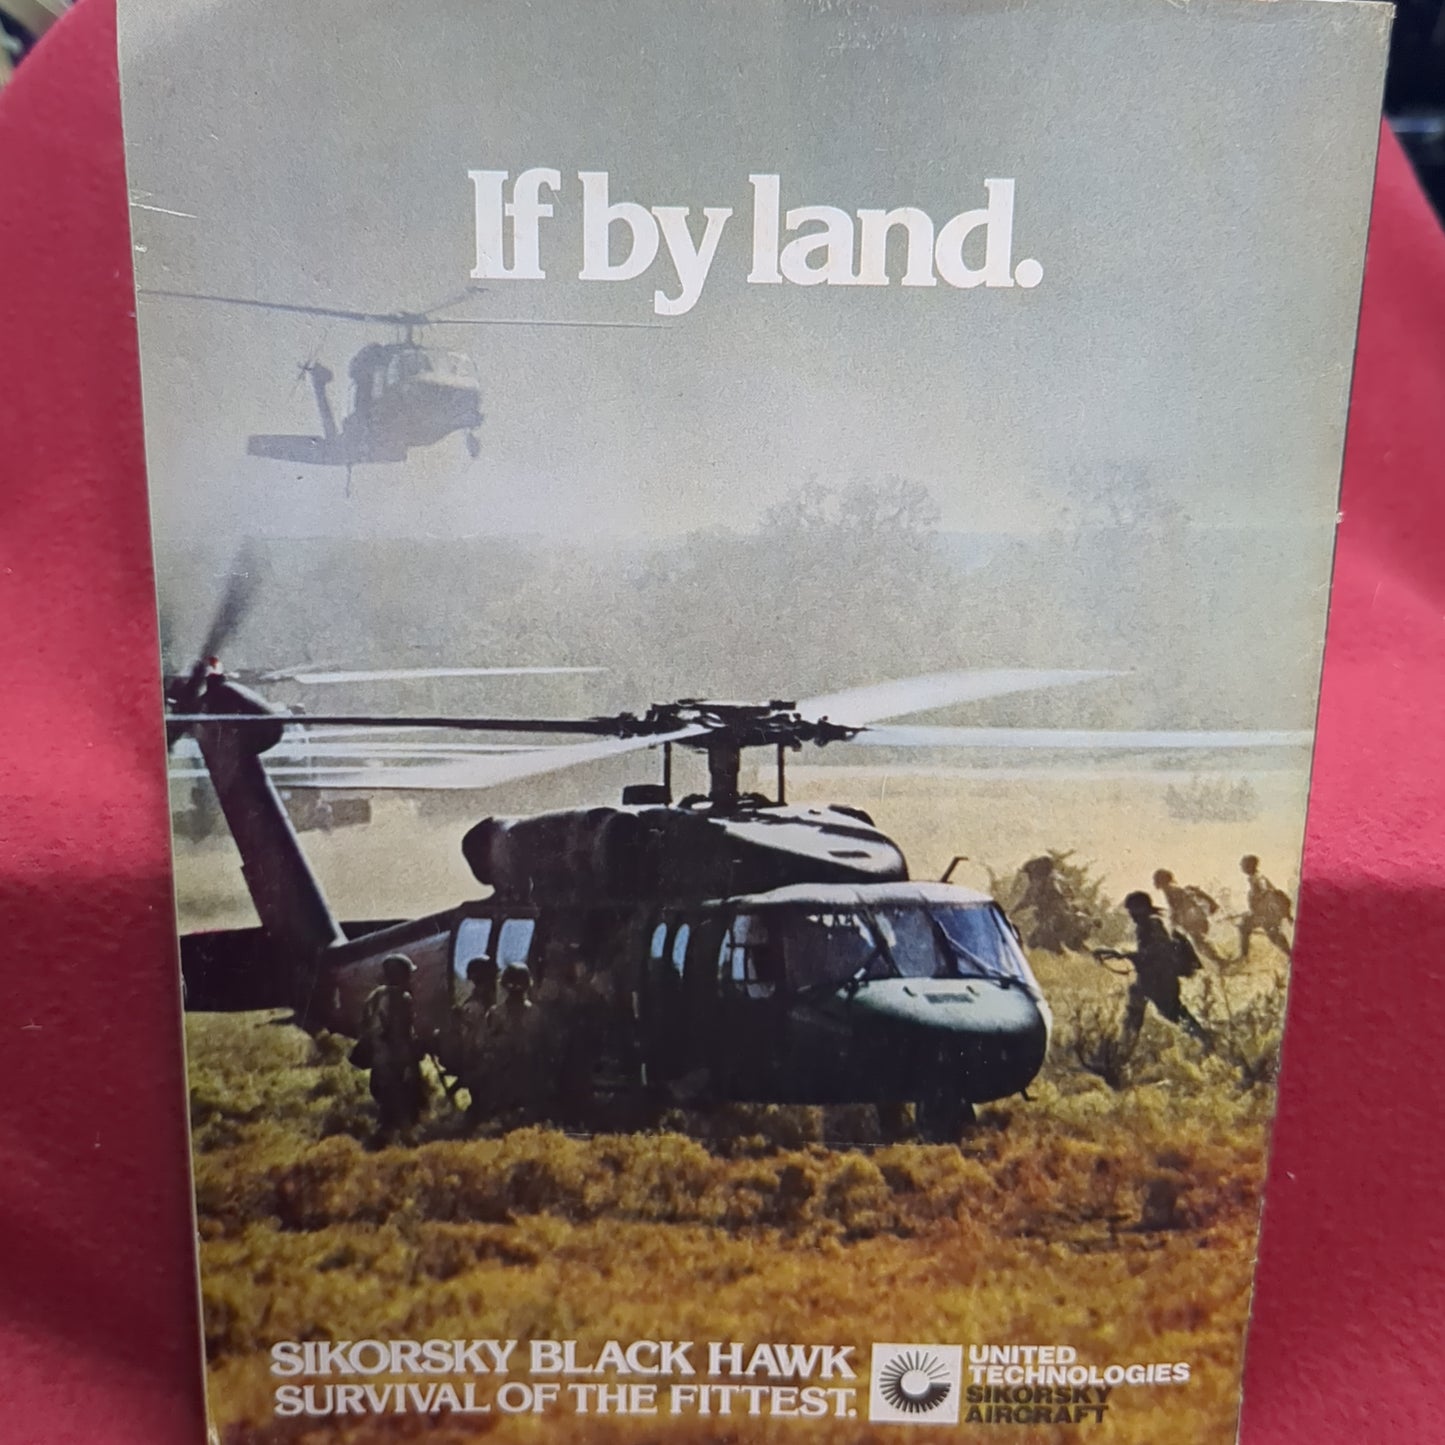 If by land.
SIKORSKY BLACK HAWK
SURVIVAL OF THE FITTEST.
UNITED
TECHNOLOGIES
SIKORSKY
AIRCRAFT